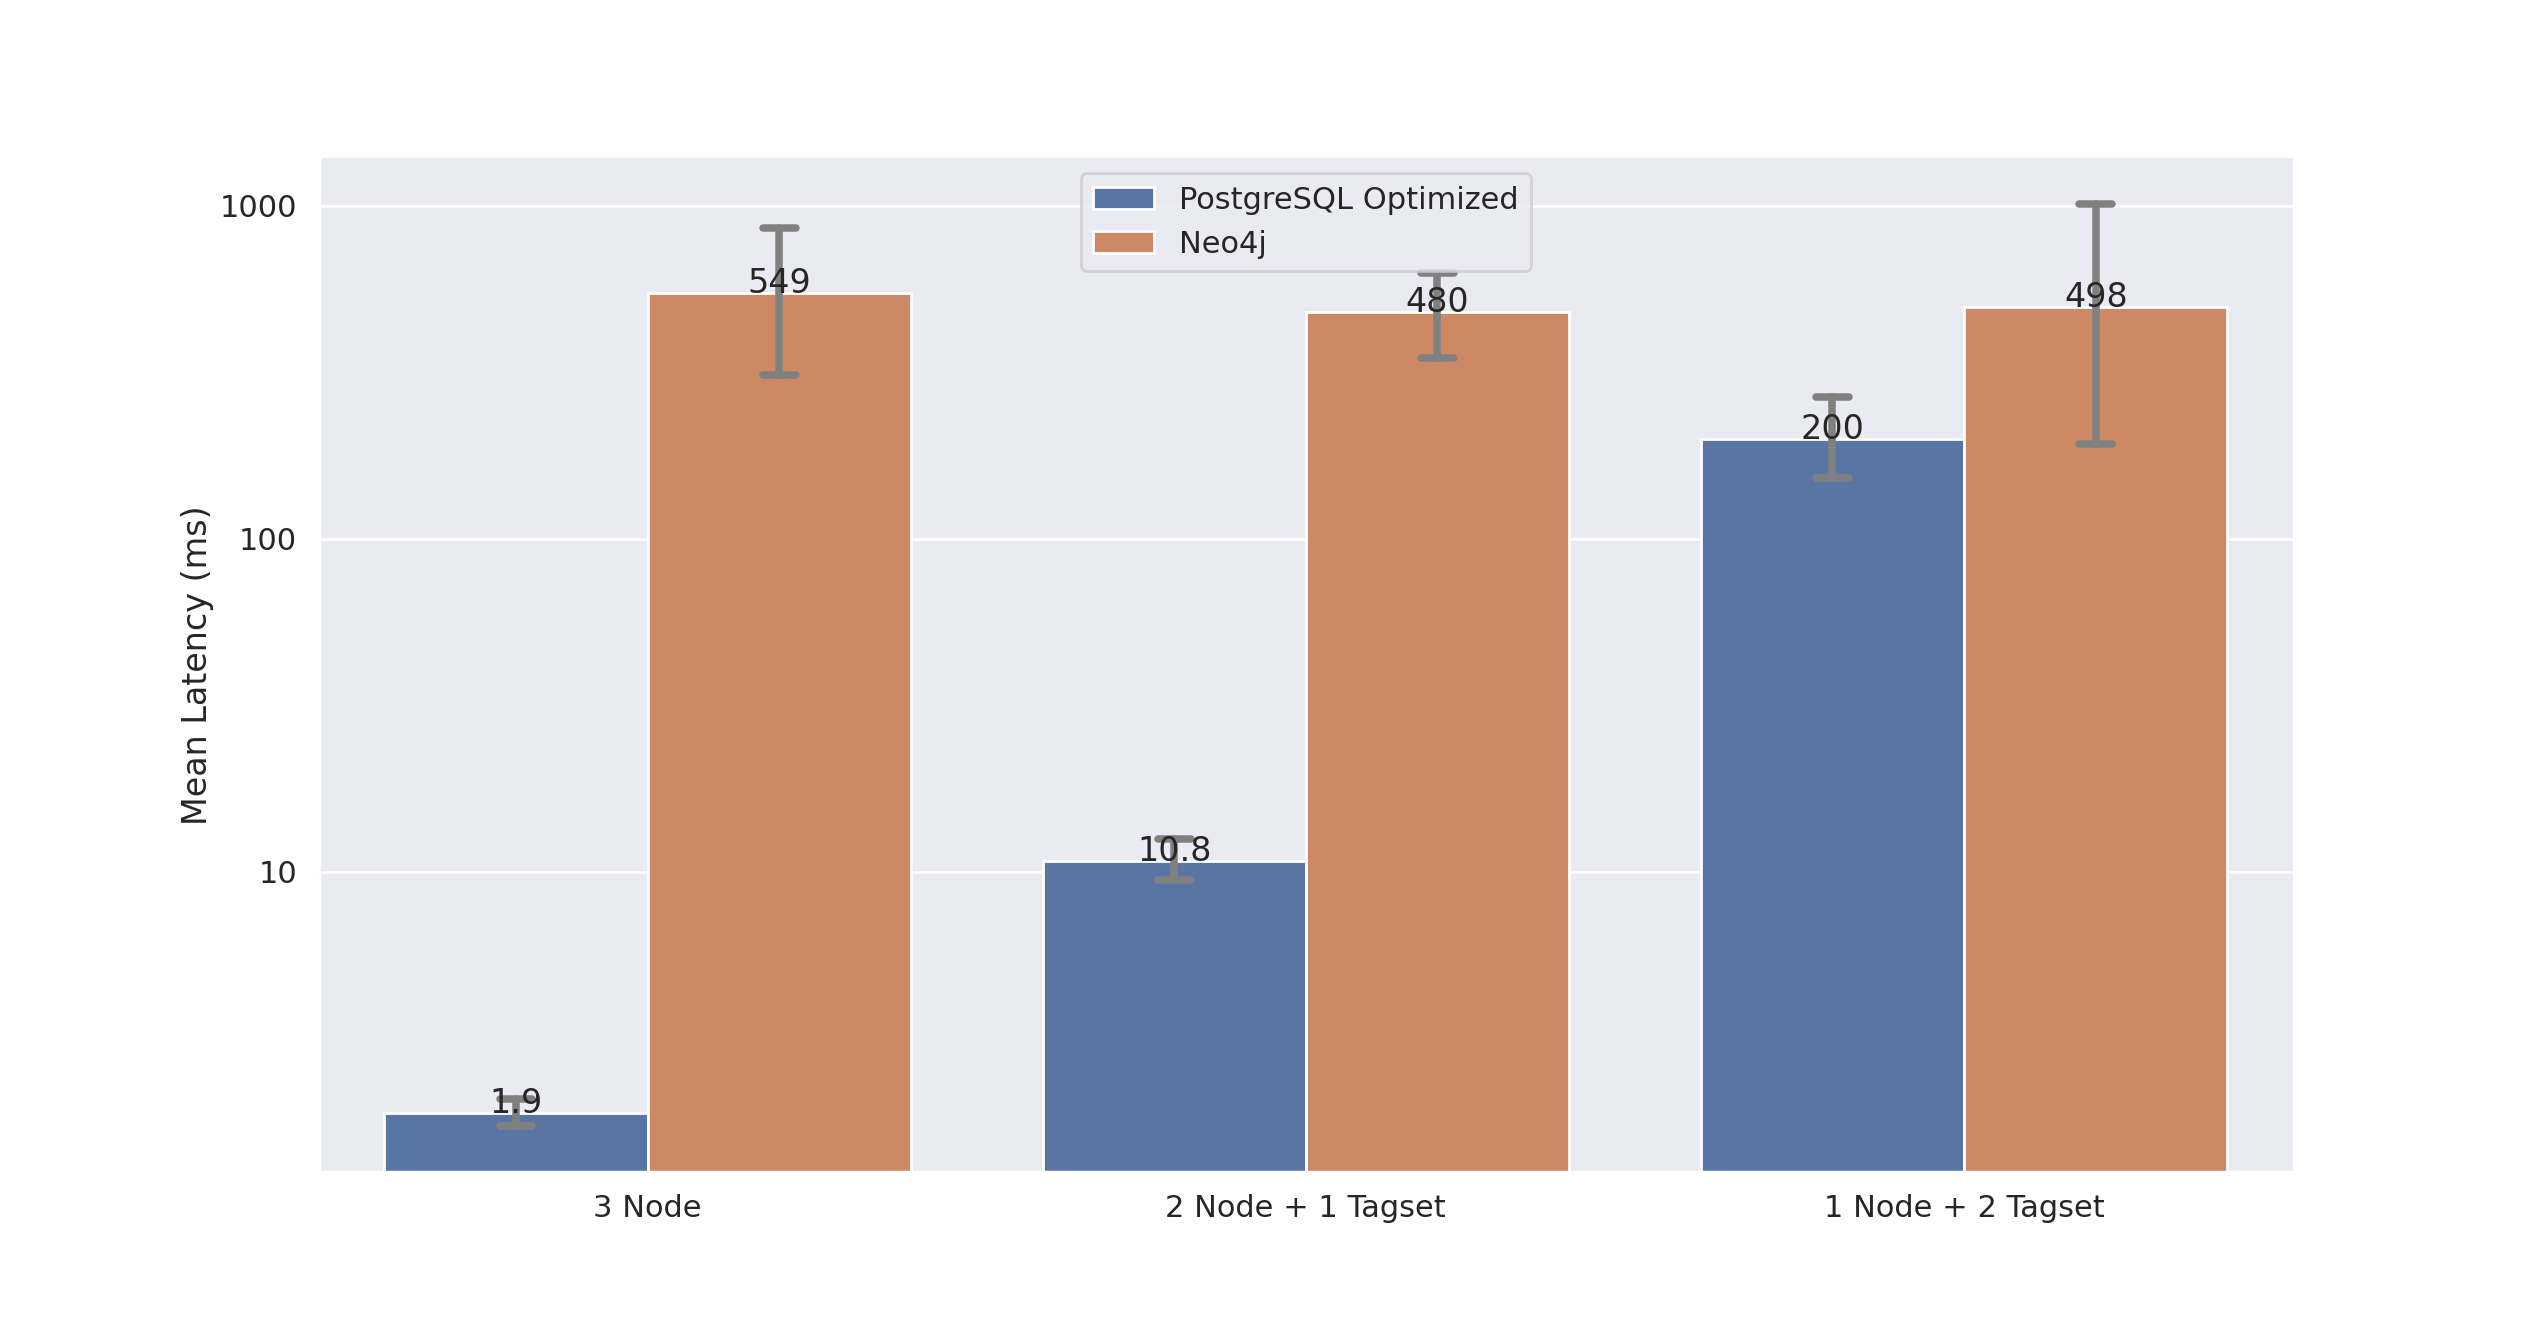 PostgreSQL Optimized
Neo4j
1000
100
10
Mean Latency (ms)
549
480
498
200
10.8
1.9
3 Node
2 Node + 1 Tagset
1 Node + 2 Tagset